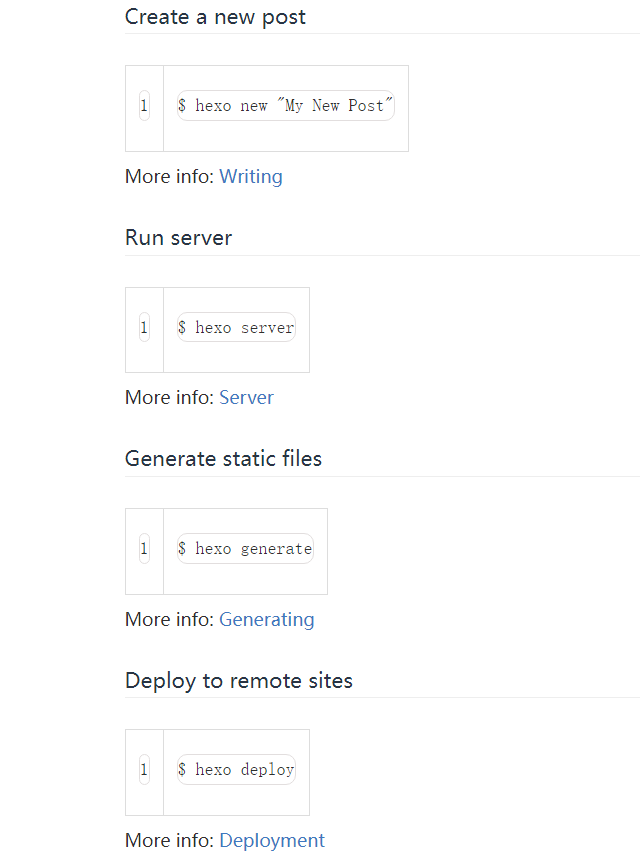 Create a new post
1 $ hexo new "My New Post"
More info: Writing
Run server
1 $ hexo server
More info: Server
Generate static files
1 $ hexo generate
More info: Generating
Deploy to remote sites
1 $ hexo deploy
More info: Deployment